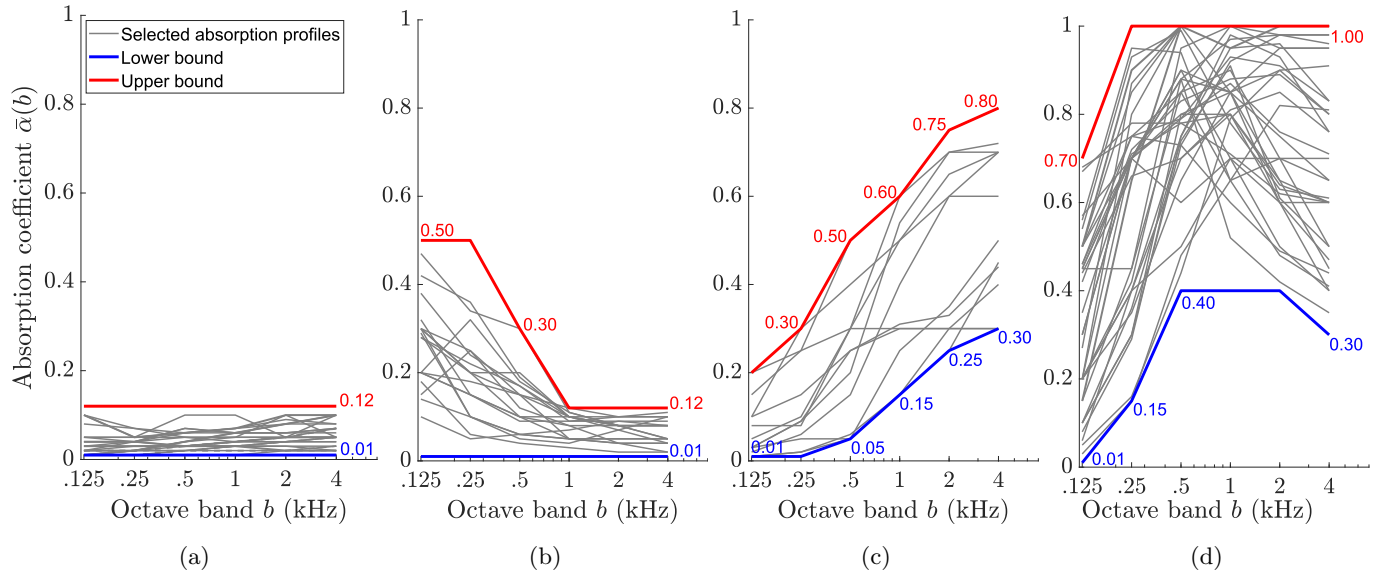 Selected absorption profiles
Lower bound
Upper bound
Absorption coefficient ᾱ(b)
1
0.8
0.6
0.4
0.2
0
0.12
0.01
.125 .25 .5 1 2 4
Octave band b (kHz)
(a)
1
0.8
0.6
0.4
0.2
0
0.50
0.30
0.12
0.01
.125 .25 .5 1 2 4
Octave band b (kHz)
(b)
1
0.8
0.6
0.4
0.2
0
0.80
0.75
0.60
0.50
0.30
0.30
0.25
0.15
0.05
0.01
.125 .25 .5 1 2 4
Octave band b (kHz)
(c)
1
0.8
0.6
0.4
0.2
0
1.00
0.70
0.40
0.30
0.15
0.01
.125 .25 .5 1 2 4
Octave band b (kHz)
(d)